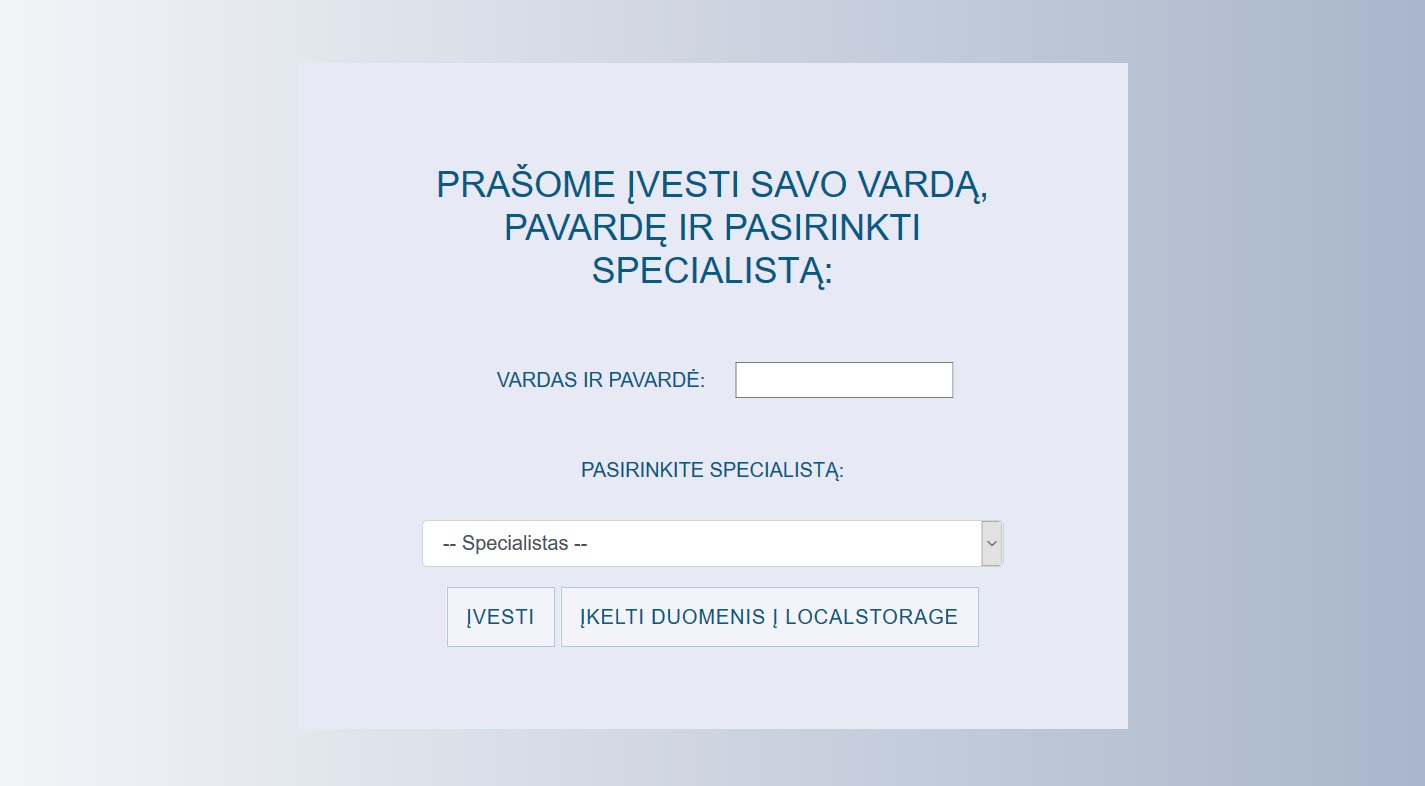 PRAŠOME ĮVESTI SAVO VARDĄ,
PAVARDĘ IR PASIRINKTI
SPECIALISTĄ:
VARDAS IR PAVARDĖ:
PASIRINKITE SPECIALISTĄ:
-- Specialistas --
ĮVESTI
ĮKELTI DUOMENIS Į LOCALSTORAGE